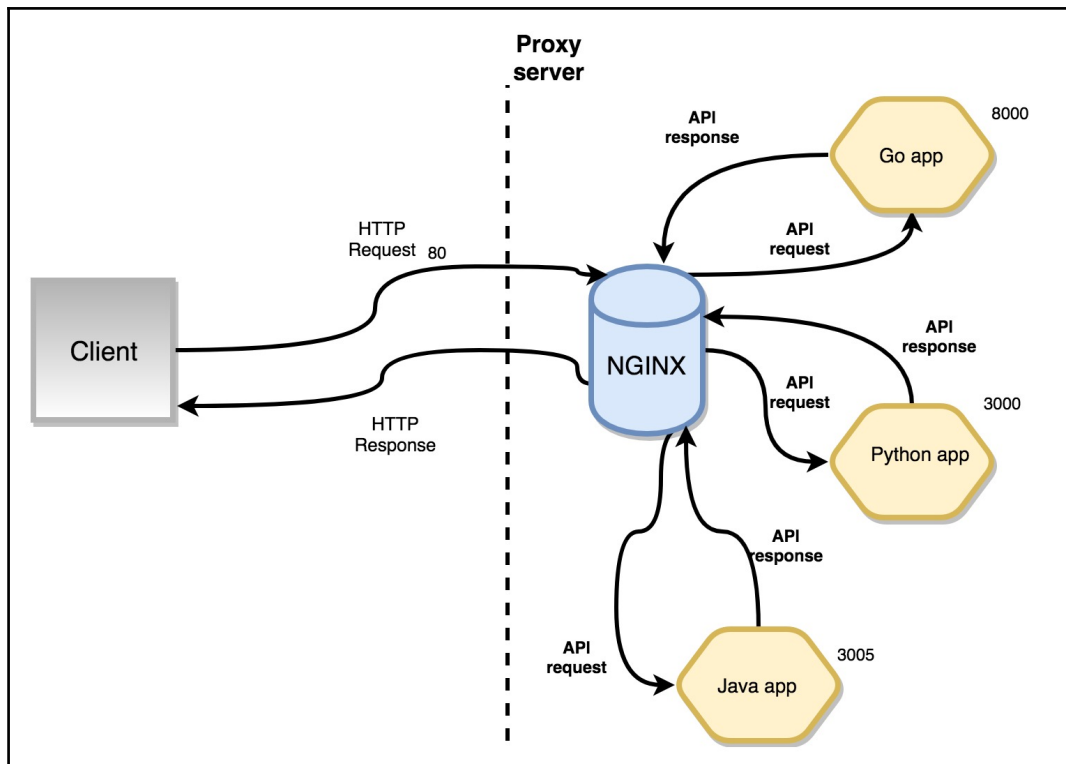 Proxy
server
API
response
8000
Go app
HTTP
Request 80
API
request
Client
NGINX
API
response
API
request
3000
Python app
HTTP
Response
API
response
API
request
3005
Java app